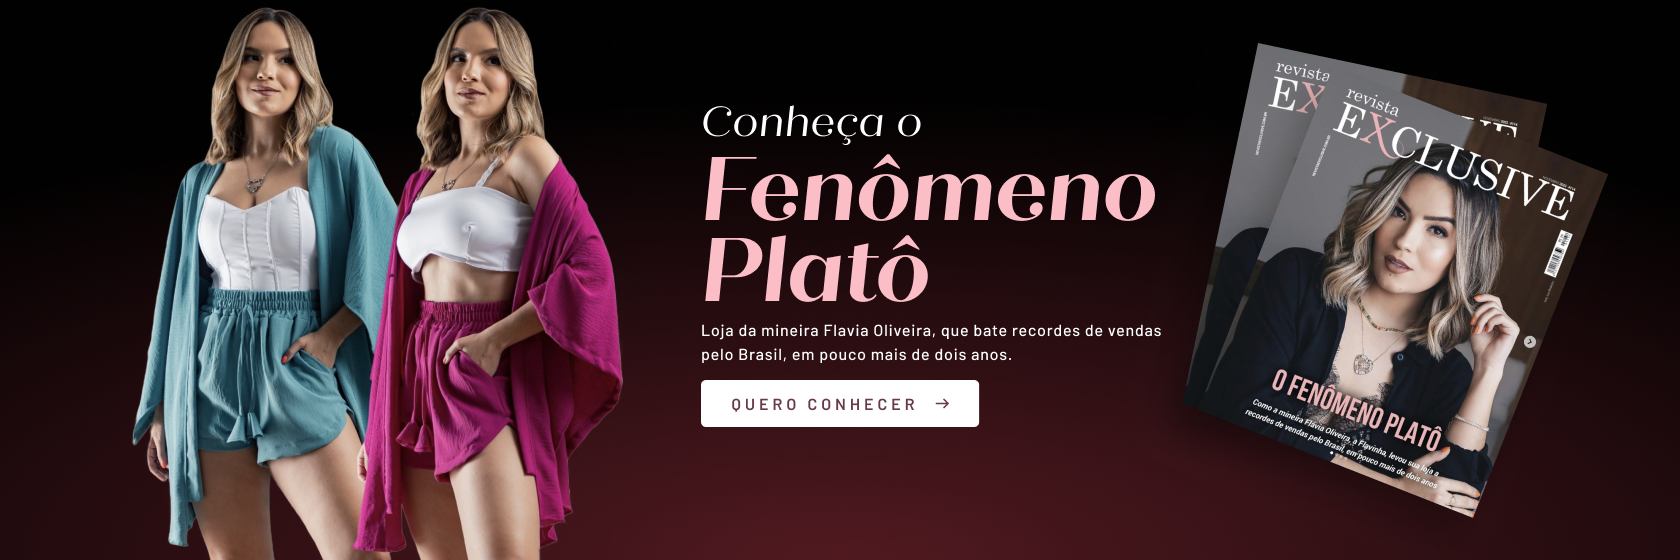 Conheça o
Fenômeno
Platô
Loja da mineira Flavia Oliveira, que bate recordes de vendas
pelo Brasil, em pouco mais de dois anos.
QUERO CONHECER →
revista
EX
revista
EXCLUSIVE
O FENÔMENO PLATÔ
Como a mineira Flavia Oliveira, a Flavinha, levou sua loja a
recordes de vendas pelo Brasil, em pouco mais de dois anos